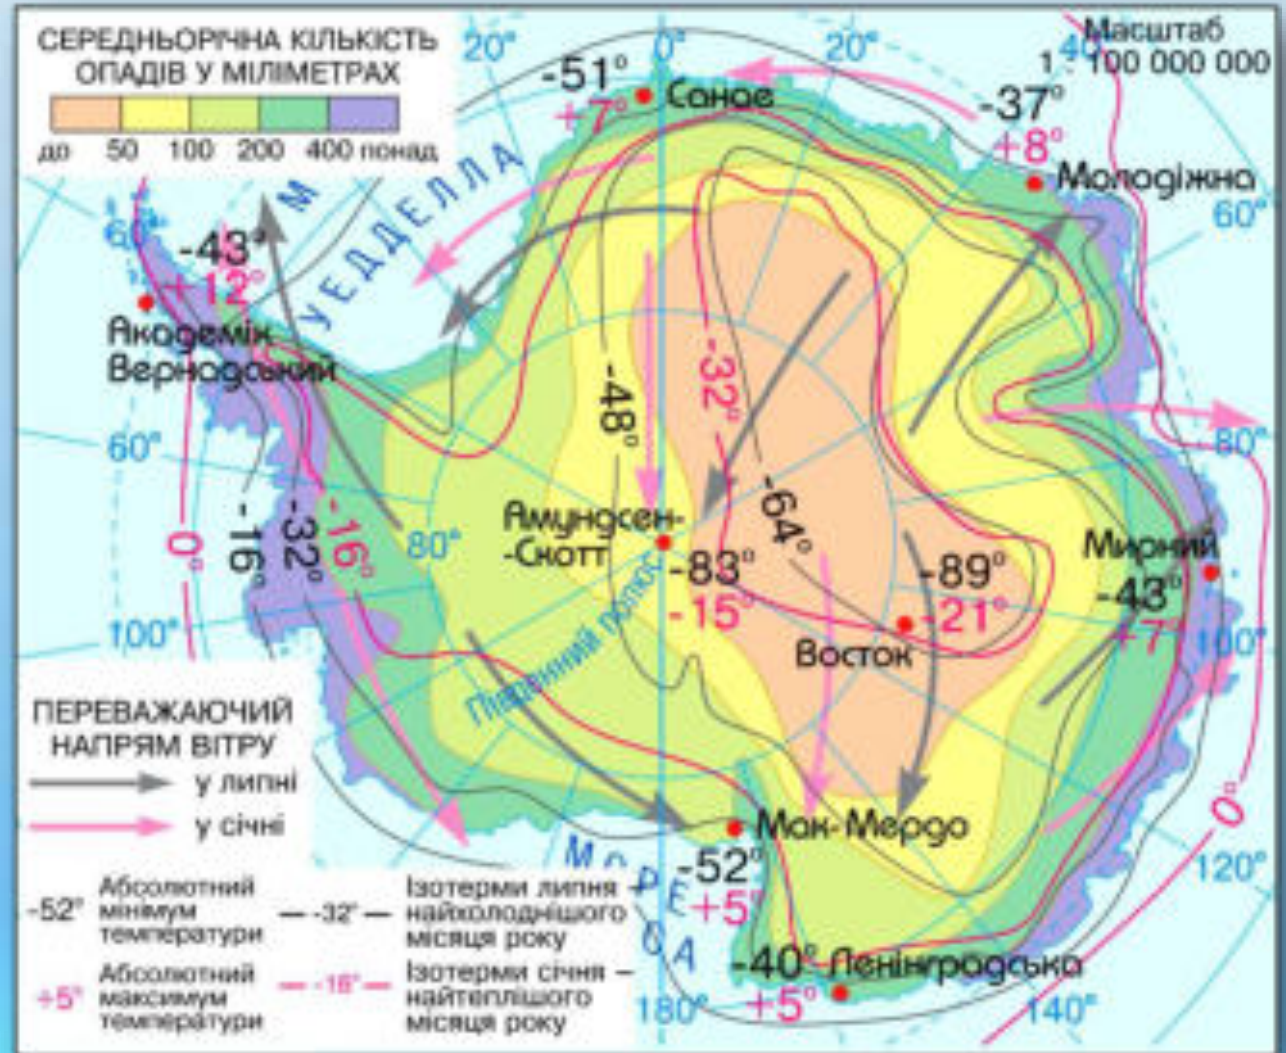 СЕРЕДНЬОРІЧНА КІЛЬКІСТЬ
ОПАДІВ У МІЛІМЕТРАХ
до 50 100 200 400 понад
Масштаб
1 : 100 000 000
20° 0° 20° 40°
-51°
+7°
Санае
-37°
+8°
Молодіжна
60°
М
УЕДДЕЛЛА
60°
-43°
+12°
Академік
Вернадський
-48°
-32°
-64°
60°
80°
80°
0°
-16°
-32°
-16°
Амундсен-
-Скотт
-83°
-15°
Південний полюс
-89°
-21°
Восток
Мирний
-43°
+7°
100°
100°
ПЕРЕВАЖАЮЧИЙ
НАПРЯМ ВІТРУ
у липні
у січні
Мак-Мердо
-52°
+5°
МОРЕ
ОА
0°
120°
-40° Ленінградська
+5°
180°
140°
-52° Абсолютний
мінімум
температури
+5° Абсолютний
максимум
температури
-32° Ізотерми липня –
найхолоднішого
місяця року
-16° Ізотерми січня –
найтеплішого
місяця року